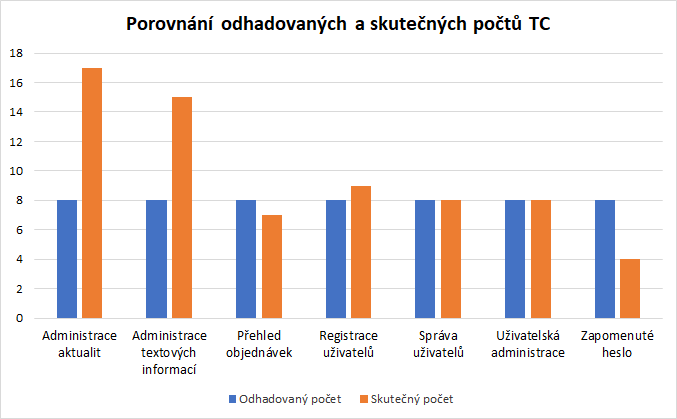 Porovnání odhadovaných a skutečných počtů TC
18
16
14
12
10
8
6
4
2
0
Administrace
aktualit
Administrace
textových
informací
Přehled
objednávek
Registrace
uživatelů
Správa
uživatelů
Uživatelská
administrace
Zapomenuté
heslo
Odhadovaný počet
Skutečný počet